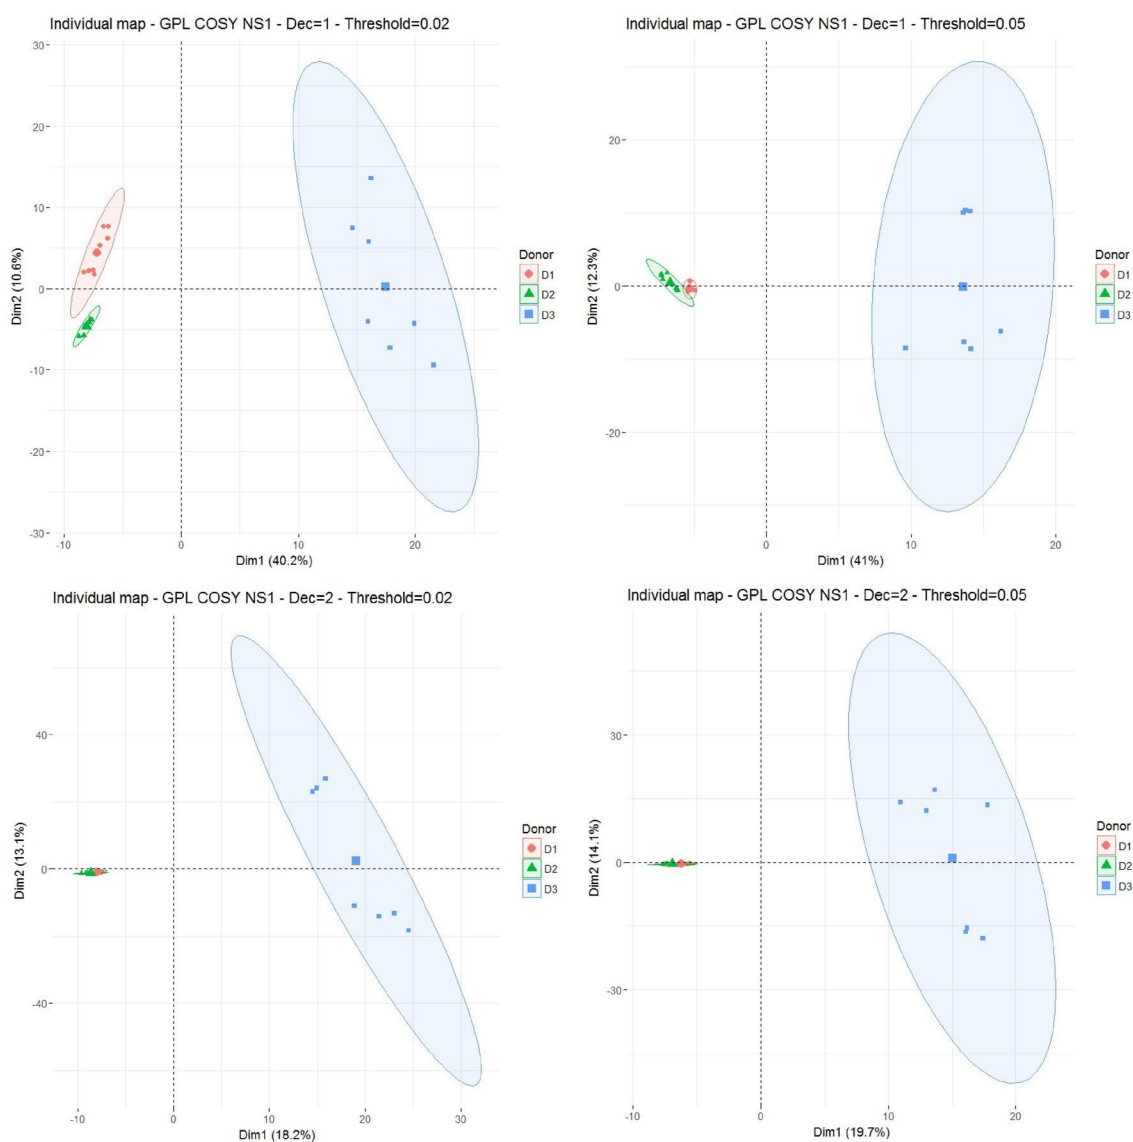 Individual map - GPL COSY NS1 - Dec=1 - Threshold=0.02
30
20
10
0
-10
-20
-30
Dim2 (10.6%)
-10 0 10 20
Dim1 (40.2%)
Donor
D1
D2
D3
Individual map - GPL COSY NS1 - Dec=1 - Threshold=0.05
20
0
-20
Dim2 (12.3%)
0 10 20
Dim1 (41%)
Donor
D1
D2
D3
Individual map - GPL COSY NS1 - Dec=2 - Threshold=0.02
40
0
-40
Dim2 (13.1%)
-10 0 10 20 30
Dim1 (18.2%)
Donor
D1
D2
D3
Individual map - GPL COSY NS1 - Dec=2 - Threshold=0.05
30
0
-30
Dim2 (14.1%)
-10 0 10 20
Dim1 (19.7%)
Donor
D1
D2
D3